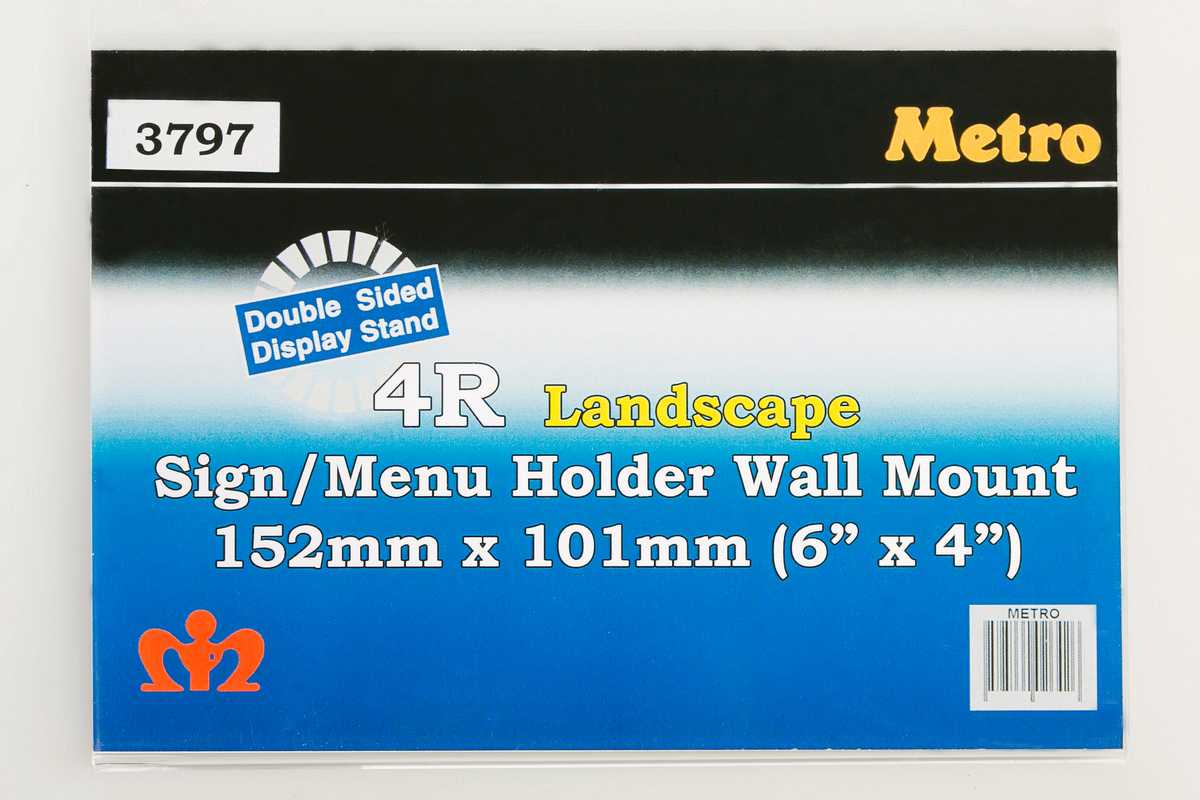 3797
Metro
Double Sided
Display Stand
4R Landscape
Sign/Menu Holder Wall Mount
152mm x 101mm (6” x 4”)
METRO